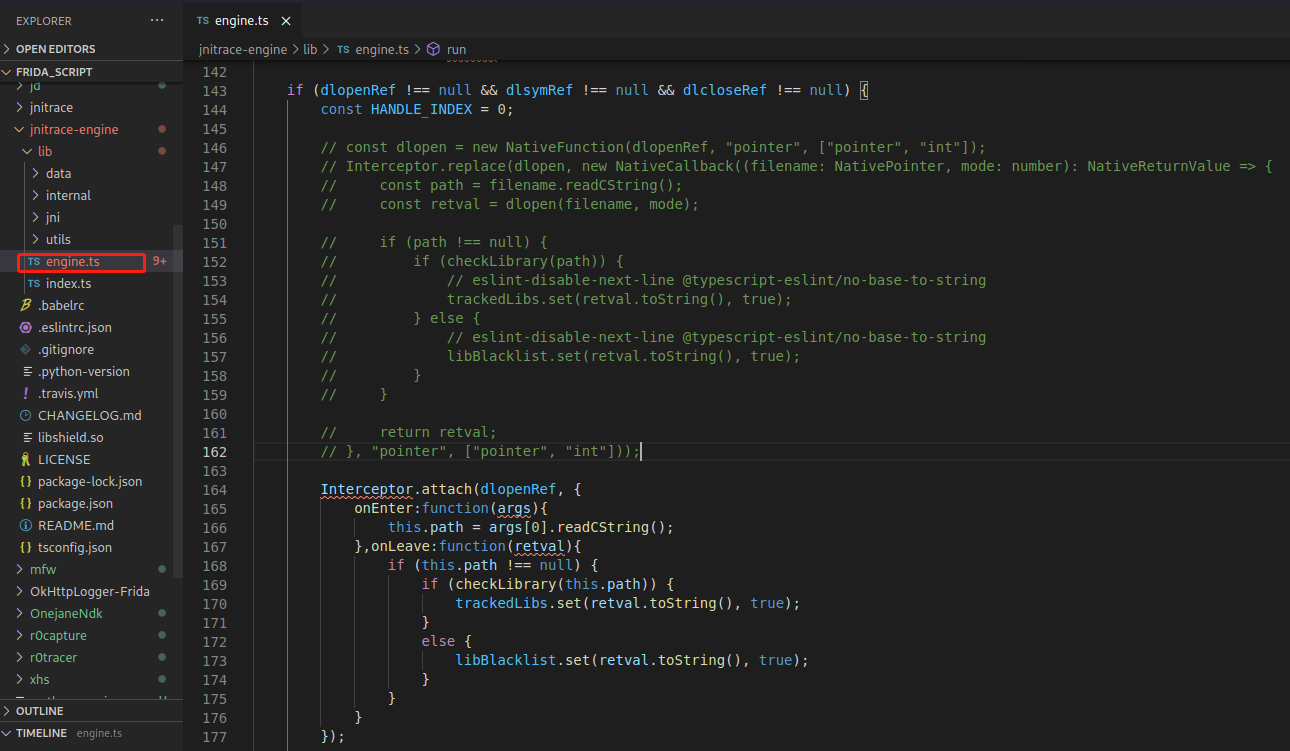 EXPLORER
...
TS engine.ts ×
OPEN EDITORS
FRIDA_SCRIPT
jd
jnitrace
jnitrace-engine
lib
data
internal
jni
utils
TS engine.ts 9+
TS index.ts
.babelrc
.eslintrc.json
.gitignore
.python-version
! .travis.yml
CHANGELOG.md
libshield.so
LICENSE
{} package-lock.json
{} package.json
README.md
{} tsconfig.json
mfw
OkHttpLogger-Frida
OnejaneNdk
r0capture
r0tracer
xhs
OUTLINE
TIMELINE engine.ts
jnitrace-engine > lib > TS engine.ts > run
142
143 if (dlopenRef !== null && dlsymRef !== null && dlcloseRef !== null) {
144 const HANDLE_INDEX = 0;
145
146 // const dlopen = new NativeFunction(dlopenRef, "pointer", ["pointer", "int"]);
147 // Interceptor.replace(dlopen, new NativeCallback((filename: NativePointer, mode: number): NativeReturnValue => {
148 //     const path = filename.readCString();
149 //     const retval = dlopen(filename, mode);
150
151 //     if (path !== null) {
152 //         if (checkLibrary(path)) {
153 //             // eslint-disable-next-line @typescript-eslint/no-base-to-string
154 //             trackedLibs.set(retval.toString(), true);
155 //         } else {
156 //             // eslint-disable-next-line @typescript-eslint/no-base-to-string
157 //             libBlacklist.set(retval.toString(), true);
158 //         }
159 //     }
160
161 //     return retval;
162 // }, "pointer", ["pointer", "int"]));
163
164 Interceptor.attach(dlopenRef, {
165 onEnter:function(args){
166 this.path = args[0].readCString();
167 },onLeave:function(retval){
168 if (this.path !== null) {
169 if (checkLibrary(this.path)) {
170 trackedLibs.set(retval.toString(), true);
171 }
172 else {
173 libBlacklist.set(retval.toString(), true);
174 }
175 }
176 }
177 });